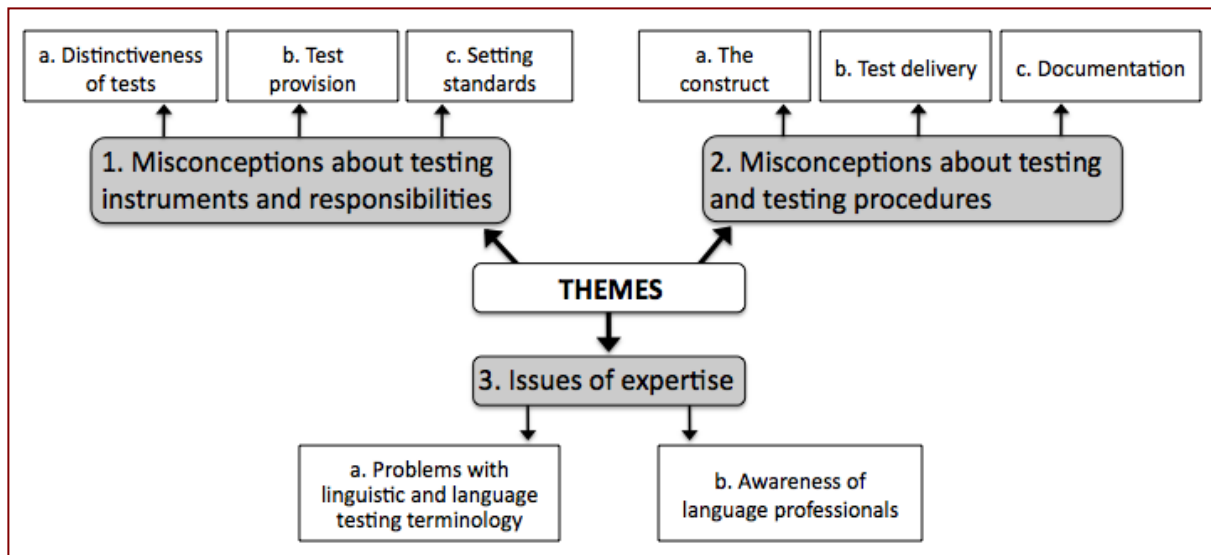 a. Distinctiveness
of tests
b. Test
provision
c. Setting
standards
a. The
construct
b. Test delivery
c. Documentation
1. Misconceptions about testing
instruments and responsibilities
2. Misconceptions about testing
and testing procedures
THEMES
3. Issues of expertise
a. Problems with
linguistic and language
testing terminology
b. Awareness of
language professionals